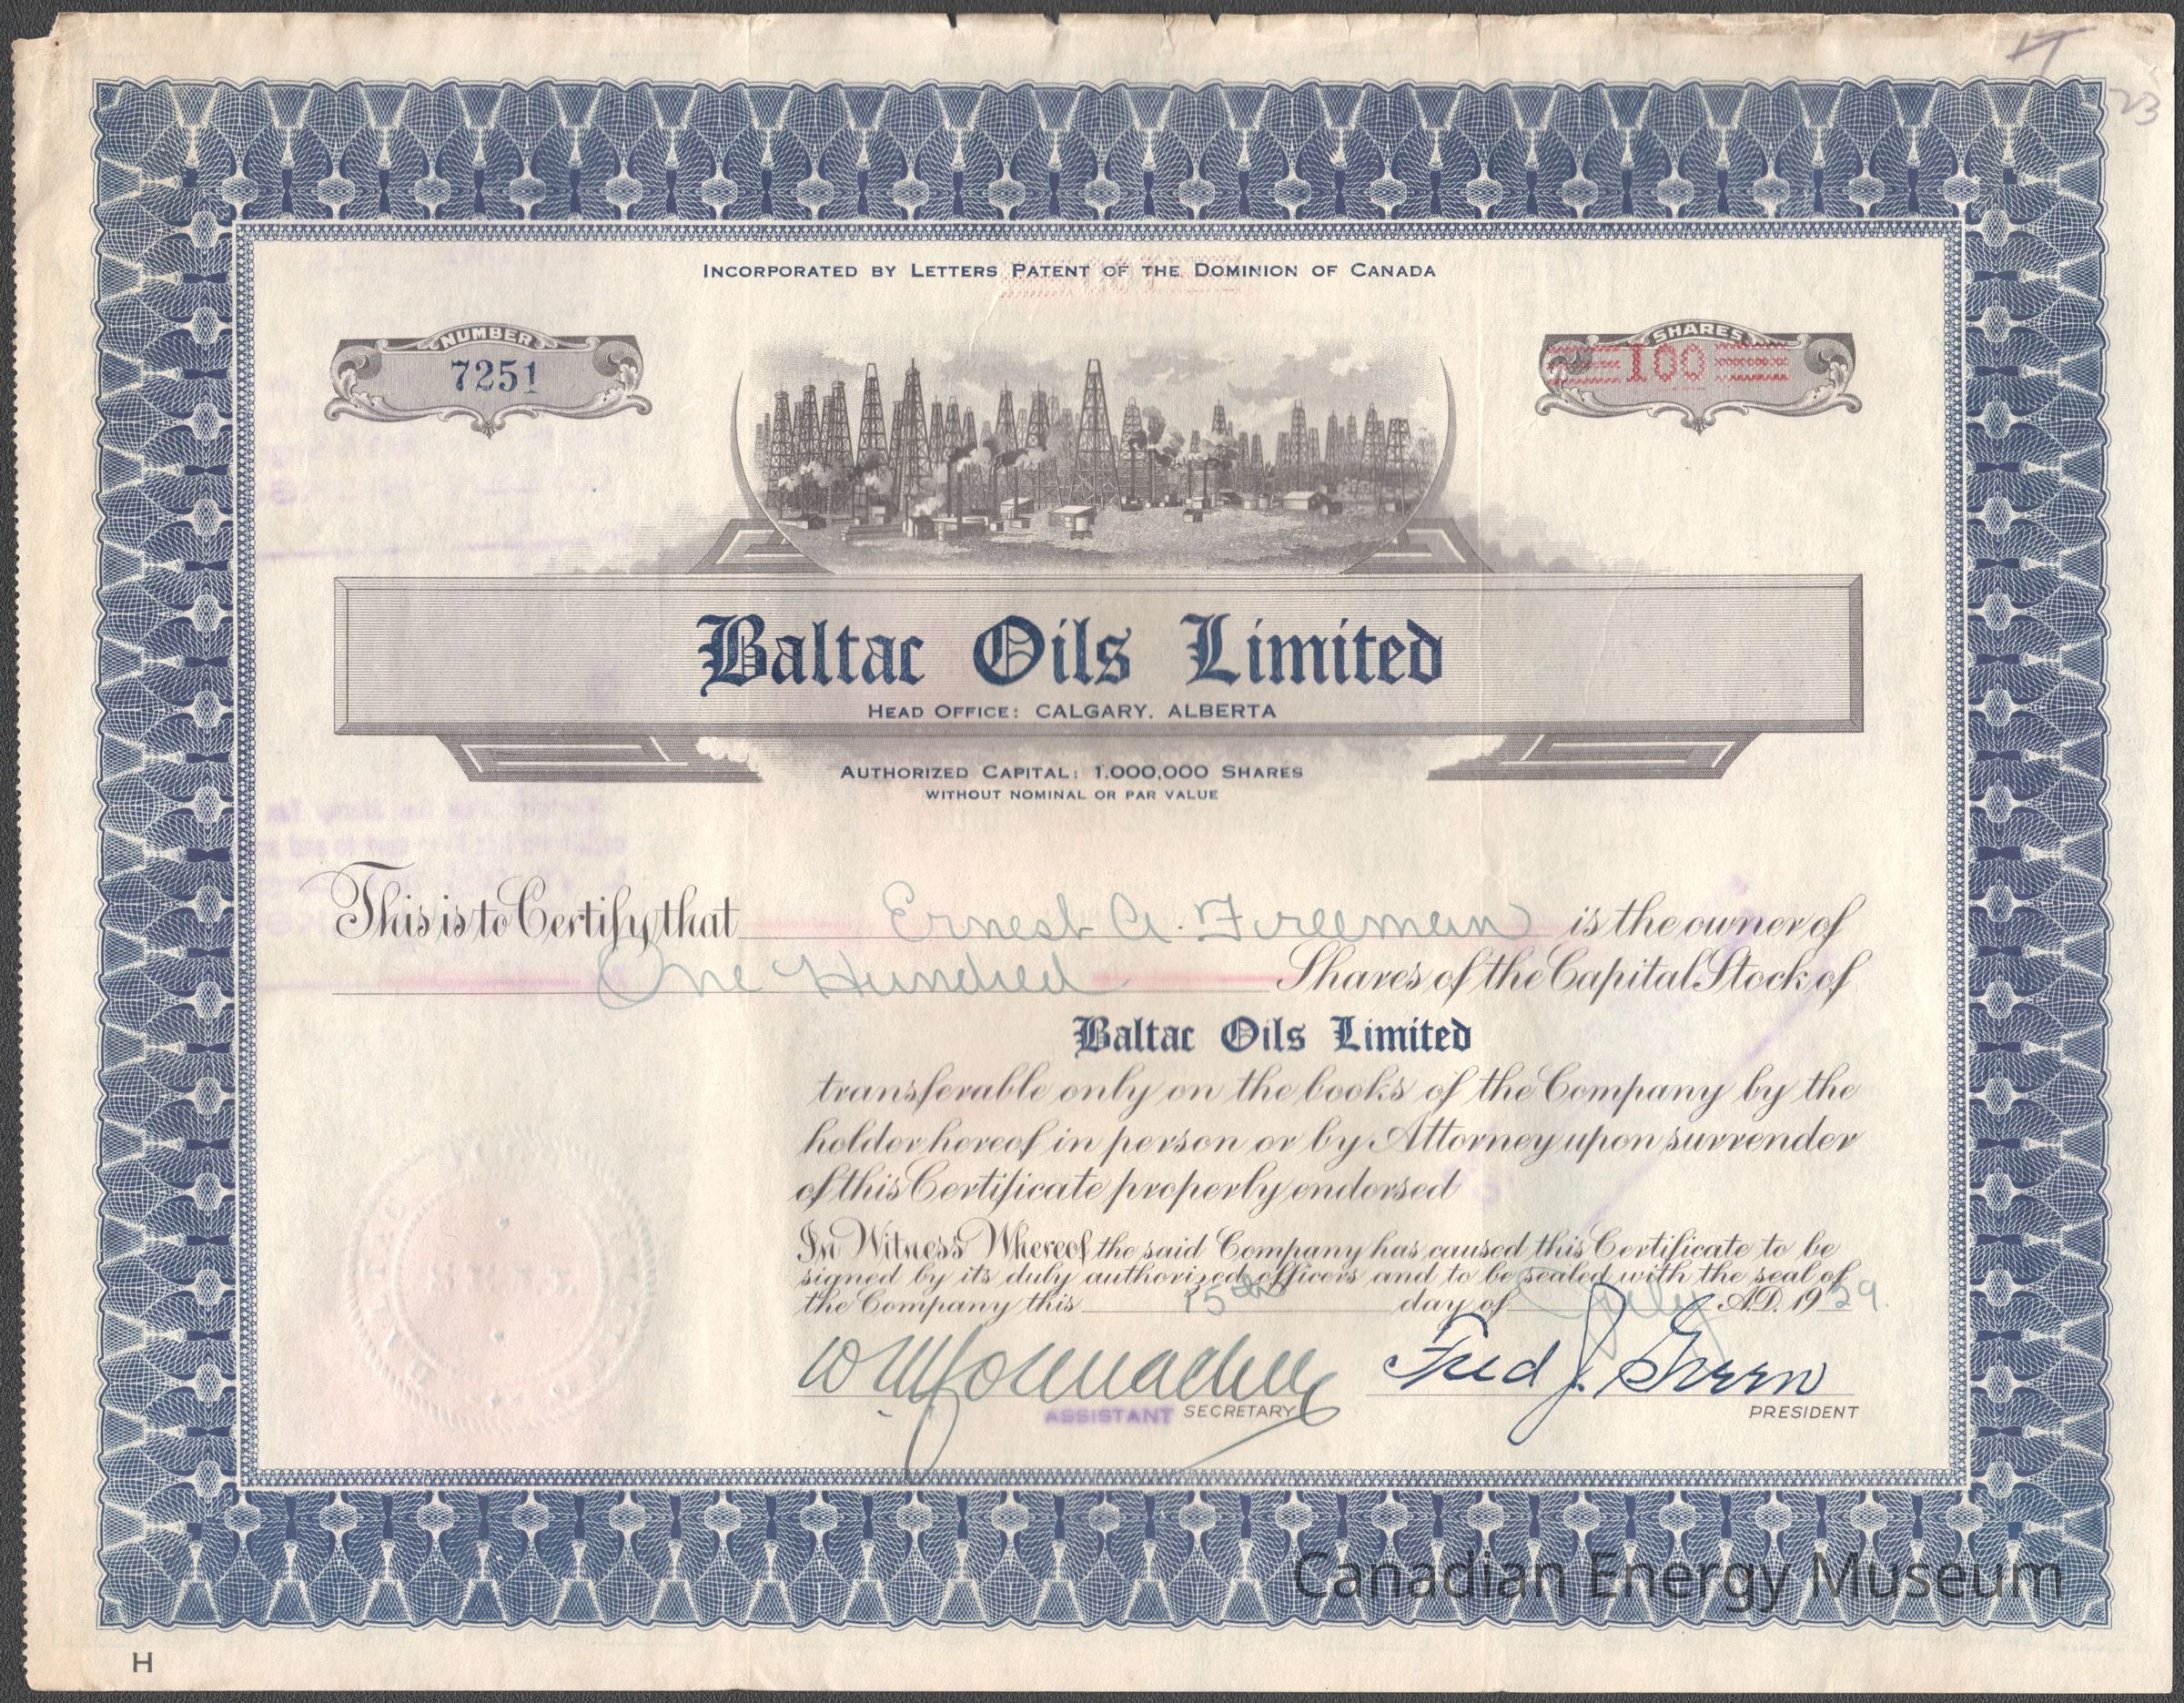 23
INCORPORATED BY LETTERS PATENT OF THE DOMINION OF CANADA
NUMBER
7251
SHARES
100
Baltac Oils Limited
HEAD OFFICE: CALGARY, ALBERTA
AUTHORIZED CAPITAL: 1,000,000 SHARES
WITHOUT NOMINAL OR PAR VALUE
This is to Certify that Ernest A. Freeman is the owner of
One Hundred Shares of the Capital Stock of
Baltac Oils Limited
transferable only on the books of the Company by the
holder hereof in person or by Attorney upon surrender
of this Certificate properly endorsed
In Witness Whereof the said Company has caused this Certificate to be
signed by its duly authorized officers and to be sealed with the seal of
the Company this 15th day of July A.D. 1929.
Fred J. Green
ASSISTANT SECRETARY
PRESIDENT
Canadian Energy Museum
H